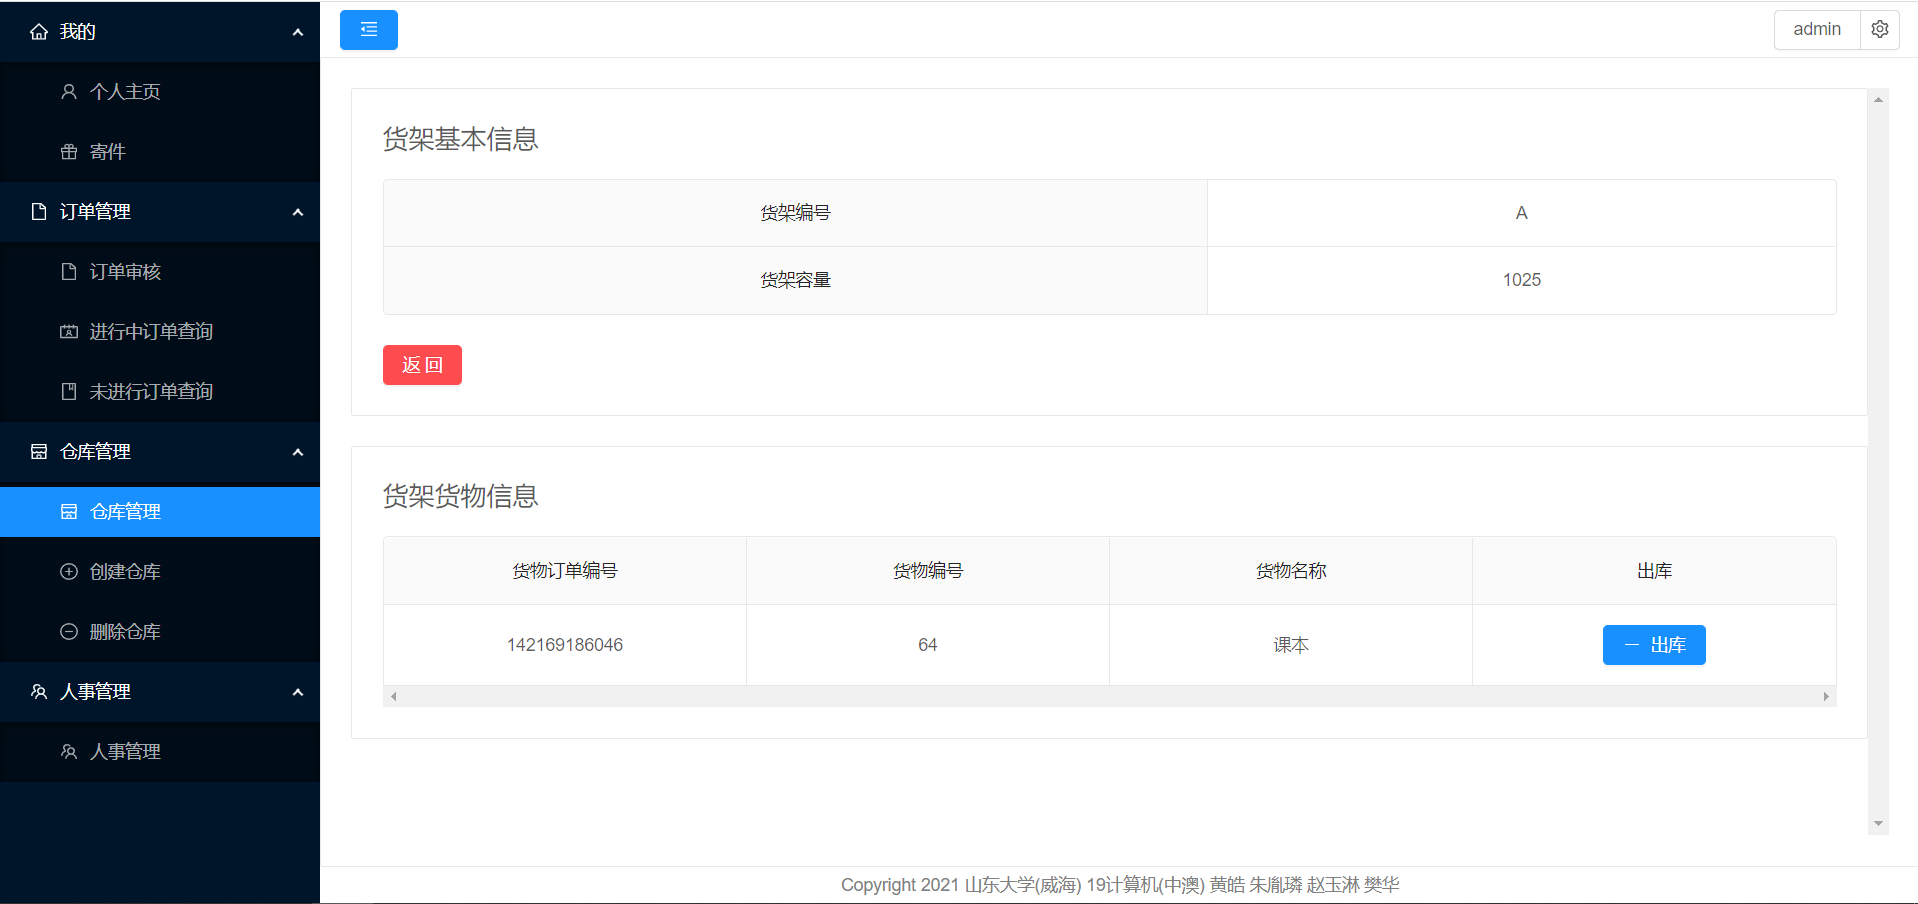 我的
个人主页
寄件
订单管理
订单审核
进行中订单查询
未进行订单查询
仓库管理
仓库管理
创建仓库
删除仓库
人事管理
人事管理
admin
货架基本信息
货架编号 A
货架容量 1025
返 回
货架货物信息
货物订单编号 货物编号 货物名称 出库
142169186046 64 课本 出库
Copyright 2021 山东大学(威海) 19计算机(中澳) 黄皓 朱胤璘 赵玉淋 樊华